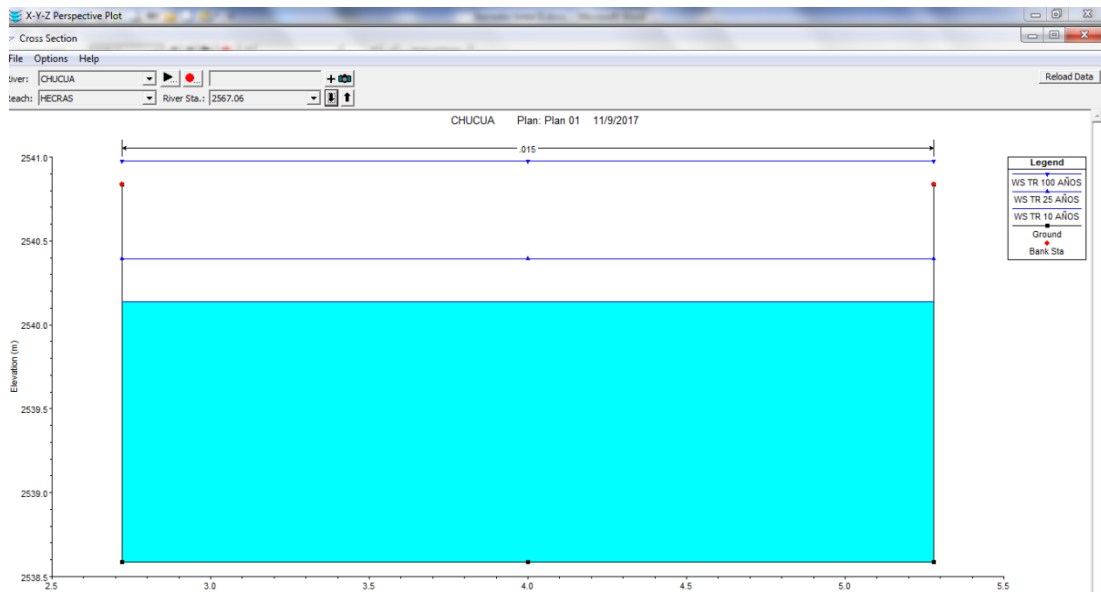 X-Y-Z Perspective Plot
Cross Section
File Options Help
River: CHUCUA
Reload Data
Reach: HECRAS River Sta.: 2567.06
CHUCUA Plan: Plan 01 11/9/2017
.015
2541.0
2540.5
2540.0
2539.5
2539.0
2538.5
Elevation (m)
2.5 3.0 3.5 4.0 4.5 5.0 5.5
Legend
WS TR 100 AÑOS
WS TR 25 AÑOS
WS TR 10 AÑOS
Ground
Bank Sta